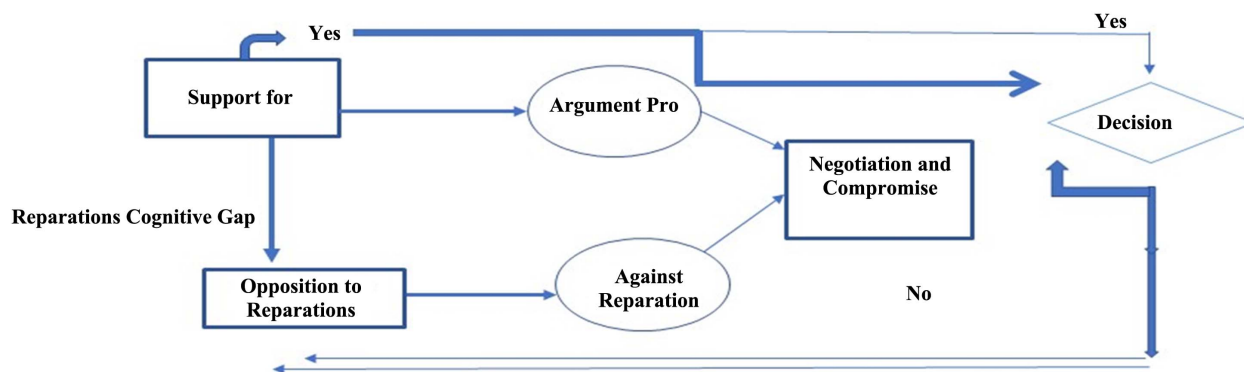 Yes
Yes
Support for
Argument Pro
Decision
Negotiation and
Compromise
Reparations Cognitive Gap
Opposition to
Reparations
Against
Reparation
No